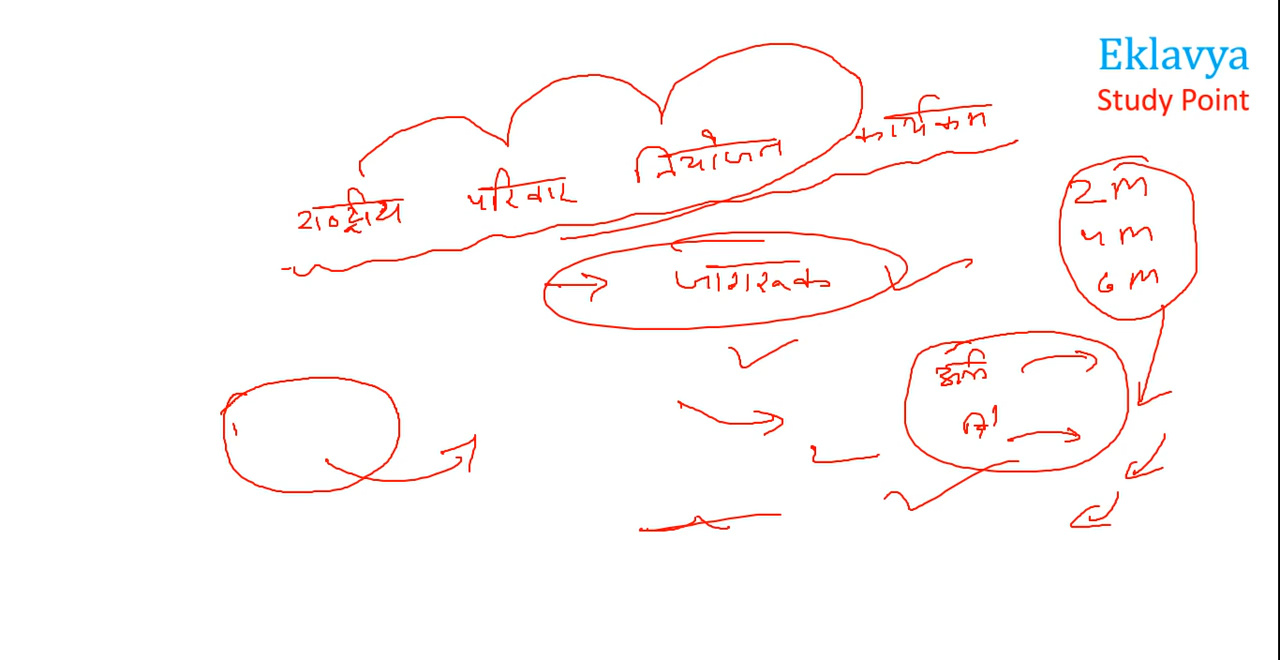 Eklavya
Study Point
राष्ट्रीय परिवार नियोजन कार्यक्रम
जागरूक
2 m
4 m
6 m